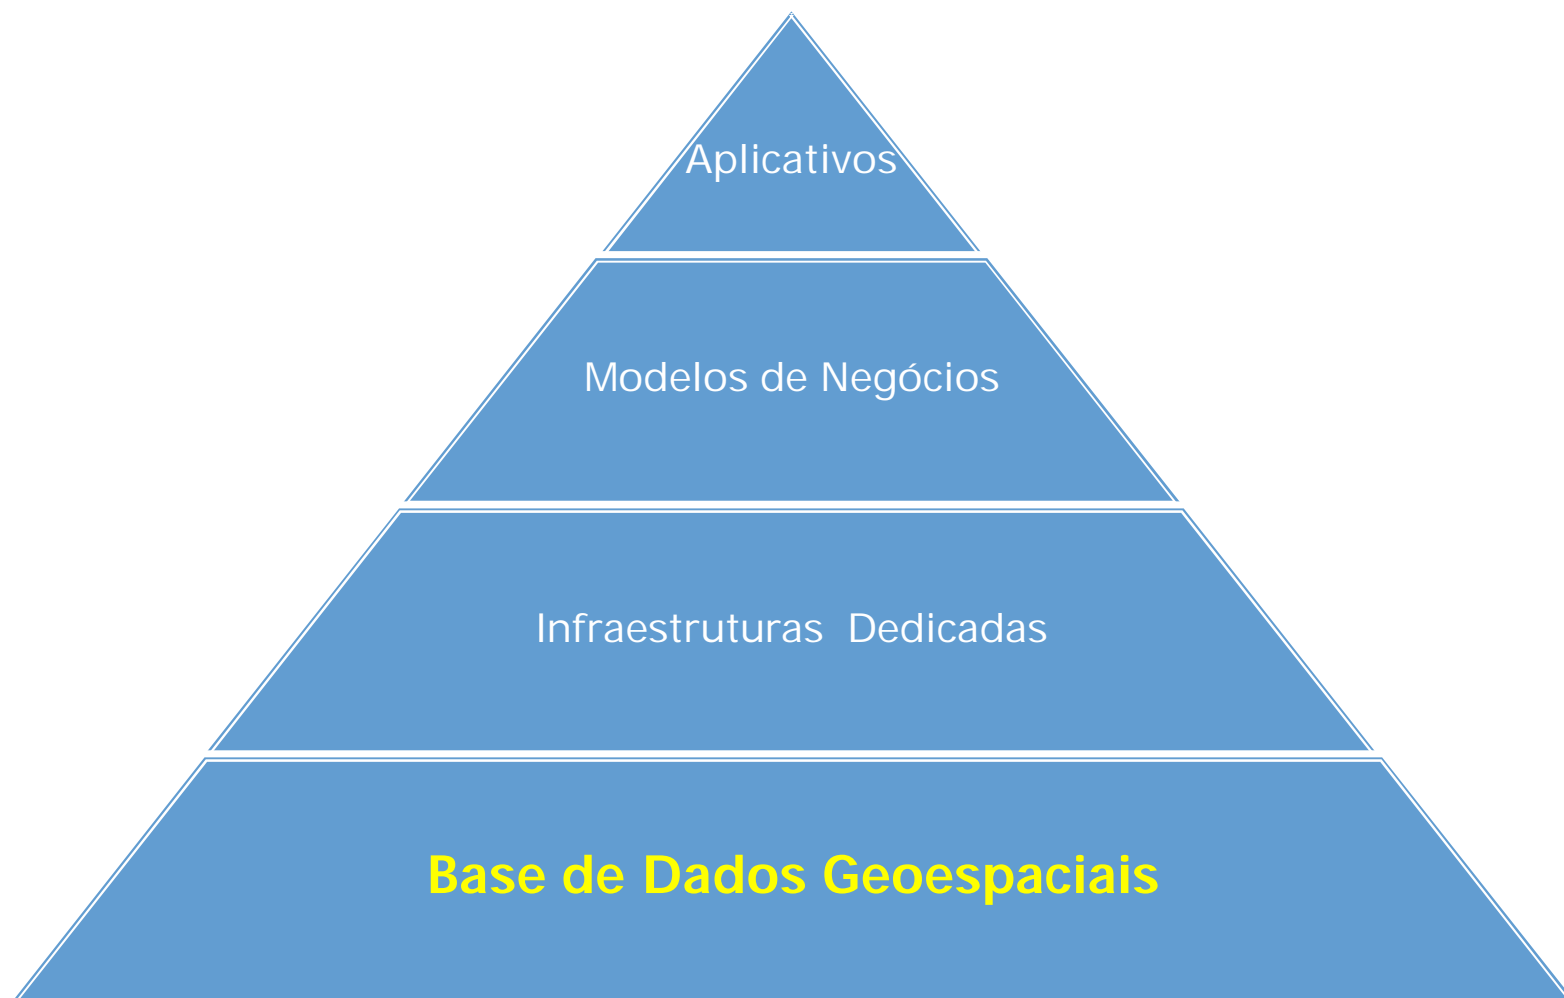 Aplicativos
Modelos de Negócios
Infraestruturas Dedicadas
Base de Dados Geoespaciais